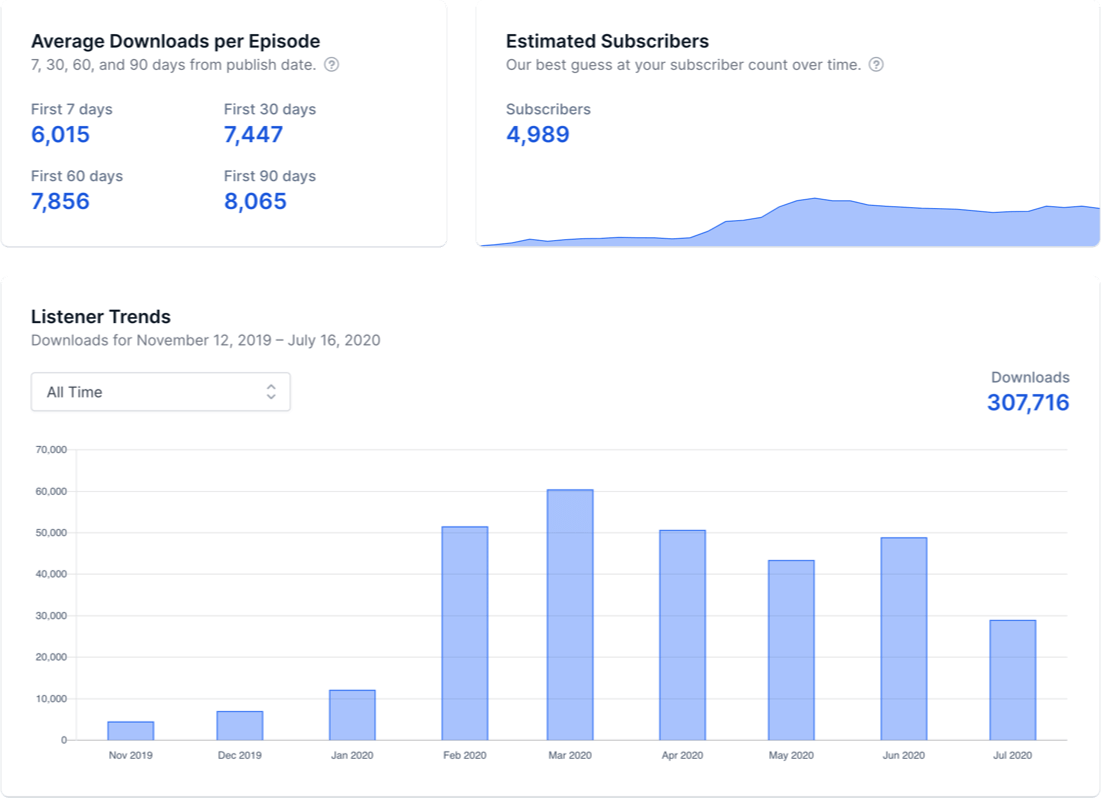 Average Downloads per Episode
7, 30, 60, and 90 days from publish date. ?
First 7 days
6,015
First 30 days
7,447
First 60 days
7,856
First 90 days
8,065
Estimated Subscribers
Our best guess at your subscriber count over time. ?
Subscribers
4,989
Listener Trends
Downloads for November 12, 2019 – July 16, 2020
All Time
Downloads
307,716
70,000
60,000
50,000
40,000
30,000
20,000
10,000
0
Nov 2019
Dec 2019
Jan 2020
Feb 2020
Mar 2020
Apr 2020
May 2020
Jun 2020
Jul 2020